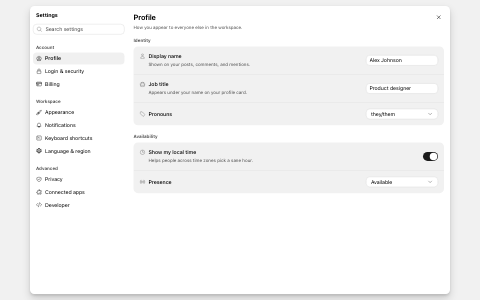 Settings
Search settings
Account
Profile
Login & security
Billing
Workspace
Appearance
Notifications
Keyboard shortcuts
Language & region
Advanced
Privacy
Connected apps
Developer
Profile
How you appear to everyone else in the workspace.
Identity
Display name
Shown on your posts, comments, and mentions.
Alex Johnson
Job title
Appears under your name on your profile card.
Product designer
Pronouns
they/them
Availability
Show my local time
Helps people across time zones pick a sane hour.
Presence
Available